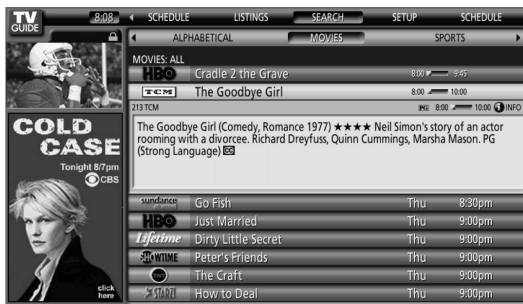 TV
GUIDE
8:08
SCHEDULE LISTINGS SEARCH SETUP SCHEDULE
ALPHABETICAL MOVIES SPORTS
MOVIES: ALL
HBO Cradle 2 the Grave 8:00 9:45
TCM The Goodbye Girl 8:00 10:00
213 TCM PG 8:00 10:00 i INFO
The Goodbye Girl (Comedy, Romance 1977) ★★★★ Neil Simon's story of an actor
rooming with a divorcee. Richard Dreyfuss, Quinn Cummings, Marsha Mason. PG
(Strong Language) CC
COLD
CASE
Tonight 8/7pm
CBS
click
here
sundance Go Fish Thu 8:30pm
HBO Just Married Thu 9:00pm
Lifetime Dirty Little Secret Thu 9:00pm
SHOWTIME Peter's Friends Thu 9:00pm
TNT The Craft Thu 9:00pm
STARZ! How to Deal Thu 9:00pm